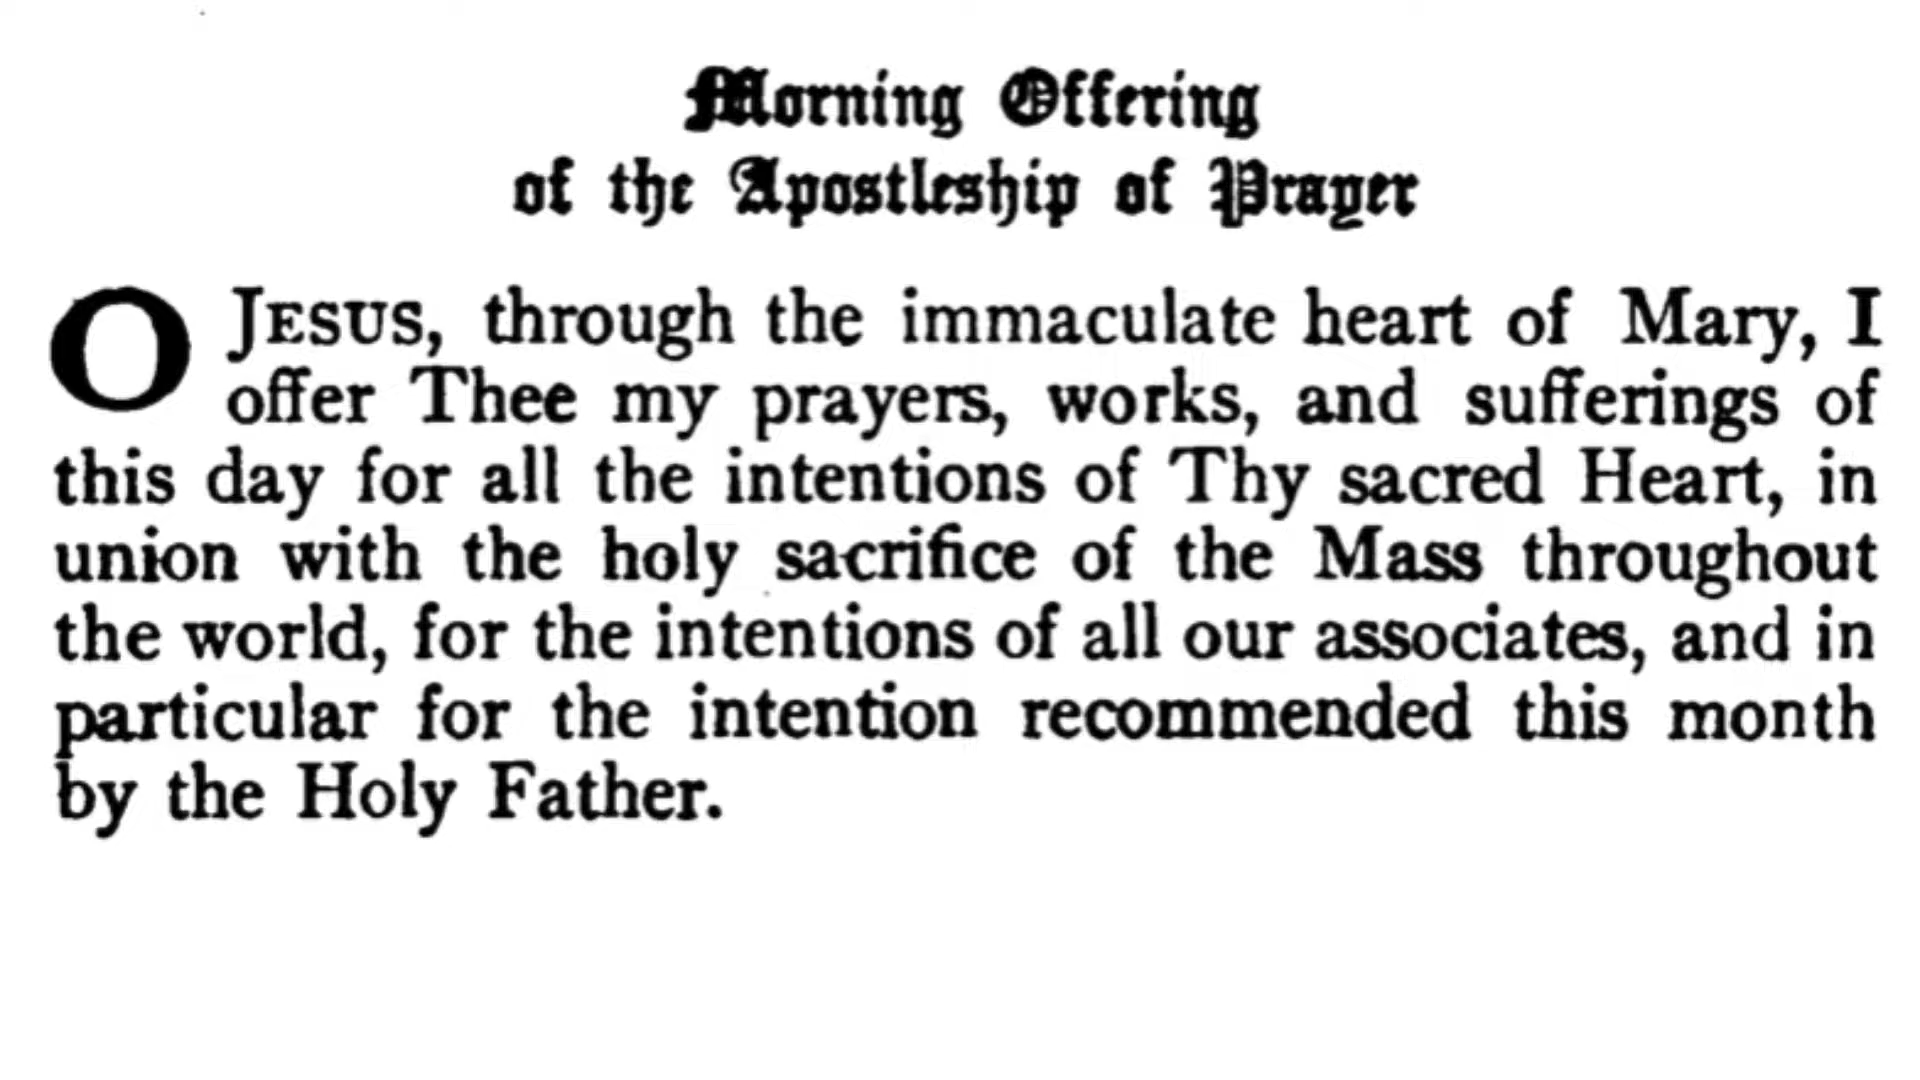 Morning Offering
of the Apostleship of Prayer
O JESUS, through the immaculate heart of Mary, I
offer Thee my prayers, works, and sufferings of
this day for all the intentions of Thy sacred Heart, in
union with the holy sacrifice of the Mass throughout
the world, for the intentions of all our associates, and in
particular for the intention recommended this month
by the Holy Father.